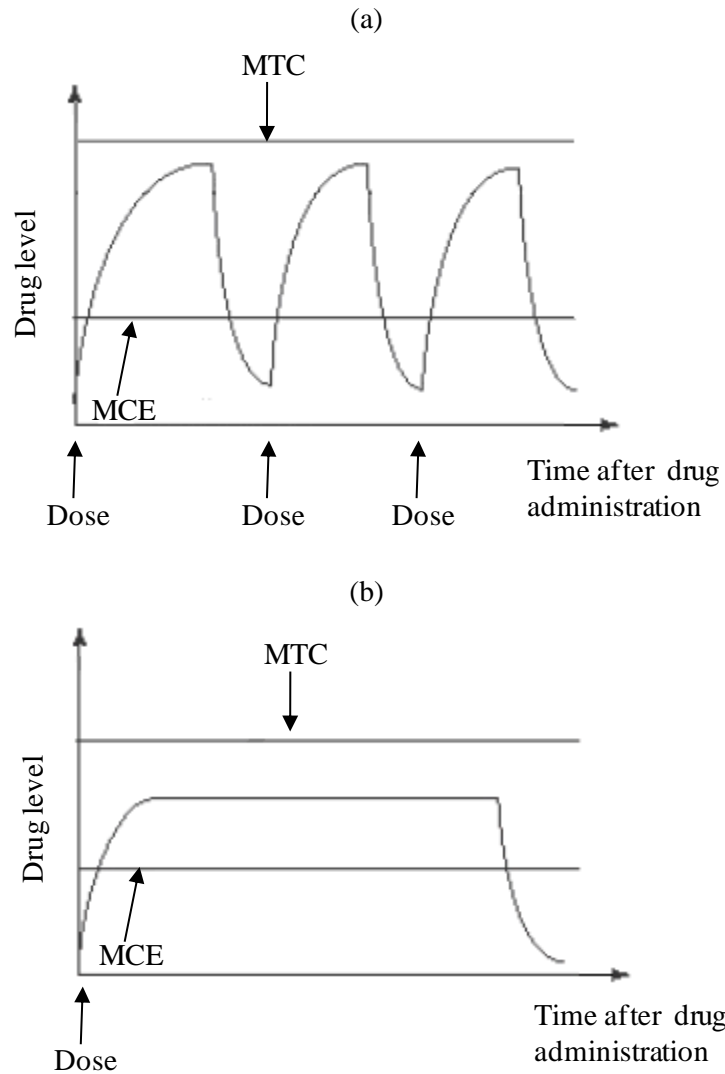 (a)
MTC
Drug level
MCE
Dose
Dose
Dose
Time after drug
administration
(b)
MTC
Drug level
MCE
Dose
Time after drug
administration